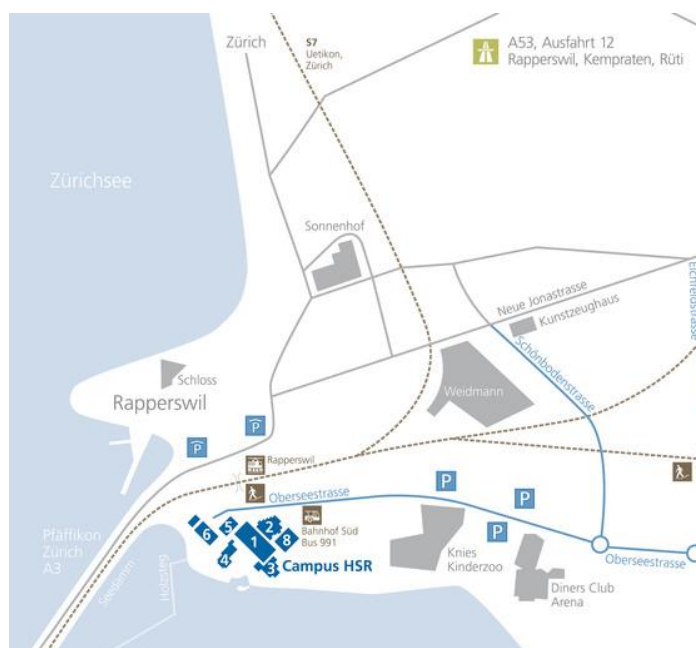 Zürich
S7
Uetikon,
Zürich
A53, Ausfahrt 12
Rapperswil, Kempraten, Rüti
Zürichsee
Sonnenhof
Eichfeldstrasse
Neue Jonastrasse
Kunstzeughaus
Schönbodenstrasse
Schloss
Rapperswil
Weidmann
P
P
Rapperswil
P
P
P
Oberseestrasse
Bahnhof Süd
Bus 991
Pfäffikon
Zürich
A3
Seedamm
Holzsteg
6
5
1
2
8
4
3
Campus HSR
Knies
Kinderzoo
Diners Club
Arena
Oberseestrasse